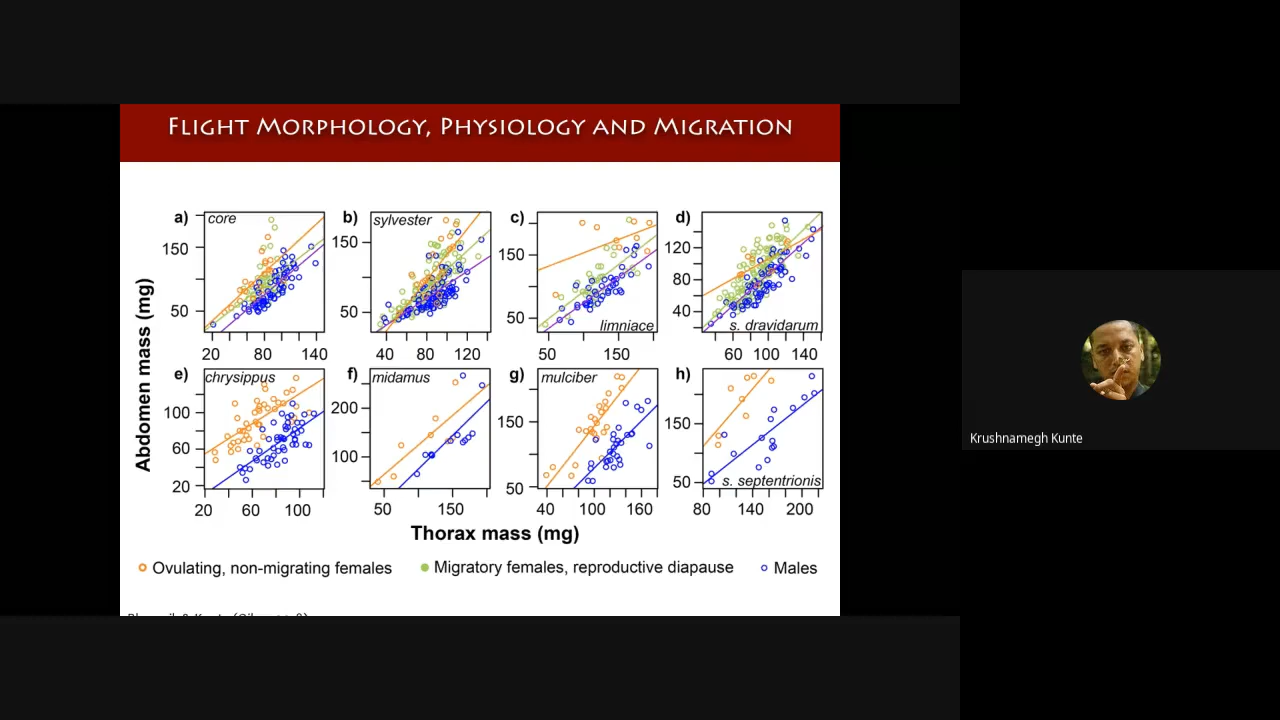 Flight Morphology, Physiology and Migration
a) core
b) sylvester
c)
d)
150
50
20 80 140
150
50
40 80 120
150
50
limniace
50 150
120
80
40
s. dravidarum
60 100 140
Abdomen mass (mg)
e) chrysippus
f) midamus
g) mulciber
h)
100
60
20
20 60 100
200
100
50 150
150
50
40 100 160
150
50
s. septentrionis
80 140 200
Thorax mass (mg)
Ovulating, non-migrating females
Migratory females, reproductive diapause
Males
Krushnamegh Kunte